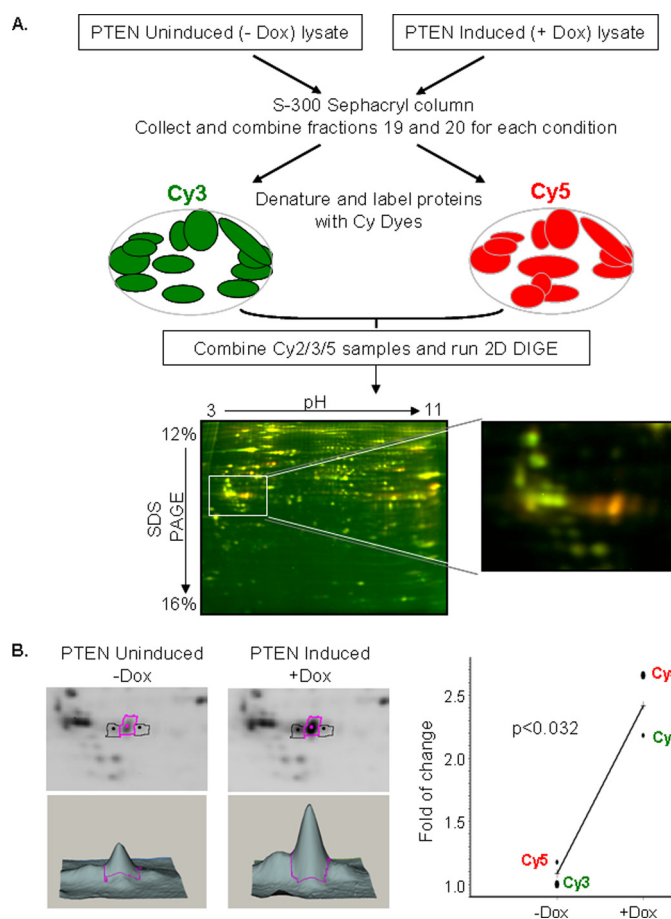 A.
PTEN Uninduced (- Dox) lysate
PTEN Induced (+ Dox) lysate
S-300 Sephacryl column
Collect and combine fractions 19 and 20 for each condition
Cy3
Denature and label proteins
with Cy Dyes
Cy5
Combine Cy2/3/5 samples and run 2D DIGE
3
pH
11
12%
SDS
PAGE
16%
B.
PTEN Uninduced
-Dox
PTEN Induced
+Dox
Fold of change
2.5
2.0
1.5
1.0
p<0.032
Cy
Cy
Cy5
Cy3
-Dox
+Dox